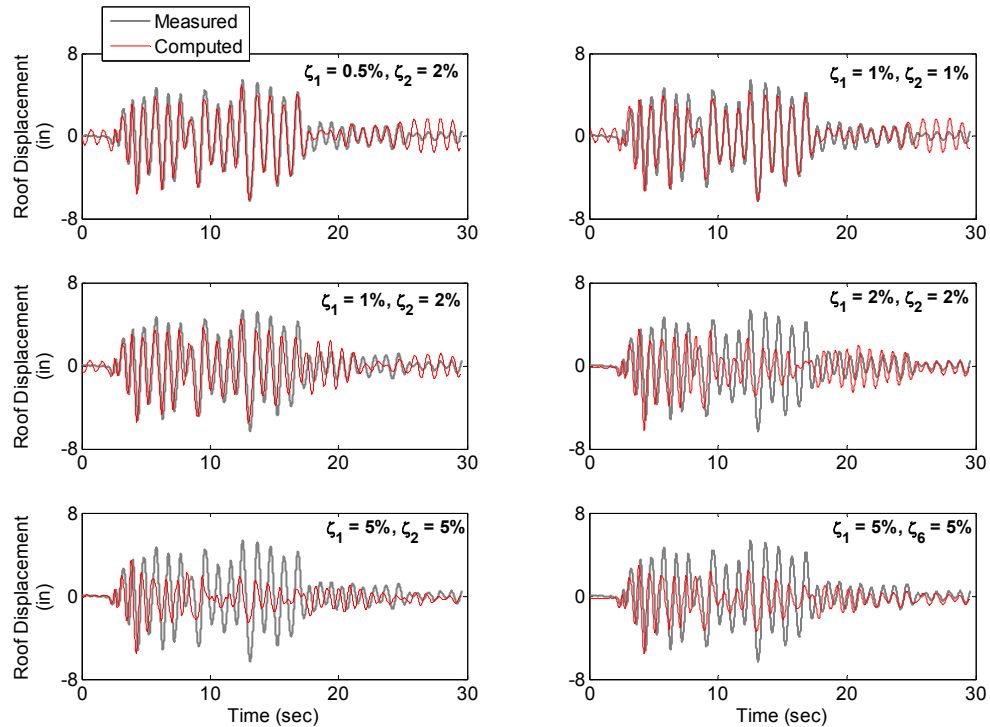 Measured
Computed
8
0
-8
0
10
20
30
Roof Displacement
(in)
ζ1 = 0.5%, ζ2 = 2%
8
0
-8
0
10
20
30
ζ1 = 1%, ζ2 = 1%
8
0
-8
0
10
20
30
Roof Displacement
(in)
ζ1 = 1%, ζ2 = 2%
8
0
-8
0
10
20
30
ζ1 = 2%, ζ2 = 2%
8
0
-8
0
10
20
30
Roof Displacement
(in)
Time (sec)
ζ1 = 5%, ζ2 = 5%
8
0
-8
0
10
20
30
Time (sec)
ζ1 = 5%, ζ6 = 5%